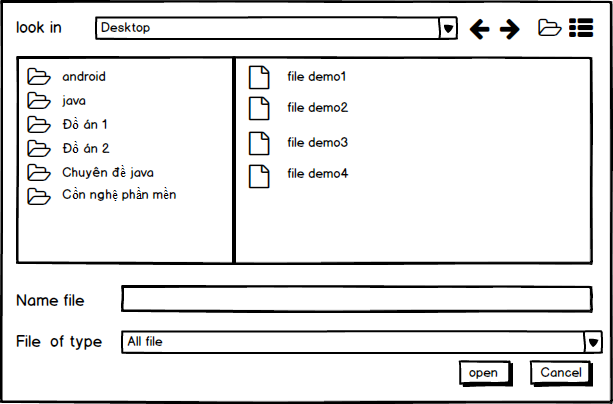 look in Desktop
android
java
Đồ án 1
Đồ án 2
Chuyên đề java
Cồn nghệ phần mền
file demo1
file demo2
file demo3
file demo4
Name file
File of type All file
open Cancel